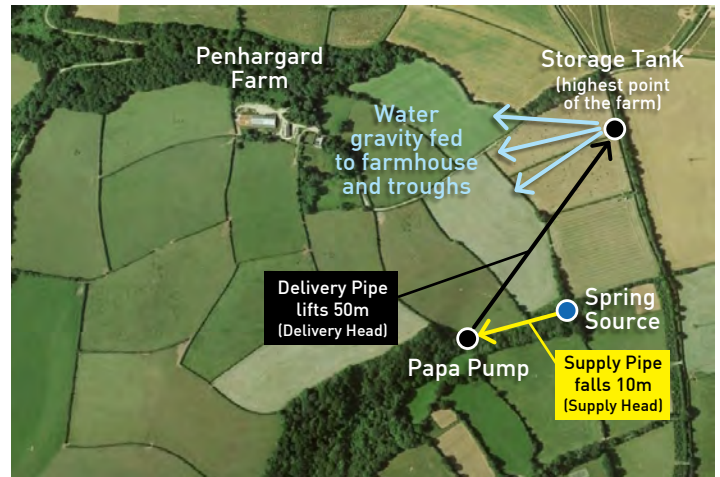 Penhargard
Farm
Storage Tank
(highest point
of the farm)
Water
gravity fed
to farmhouse
and troughs
Delivery Pipe
lifts 50m
(Delivery Head)
Spring
Source
Papa Pump
Supply Pipe
falls 10m
(Supply Head)